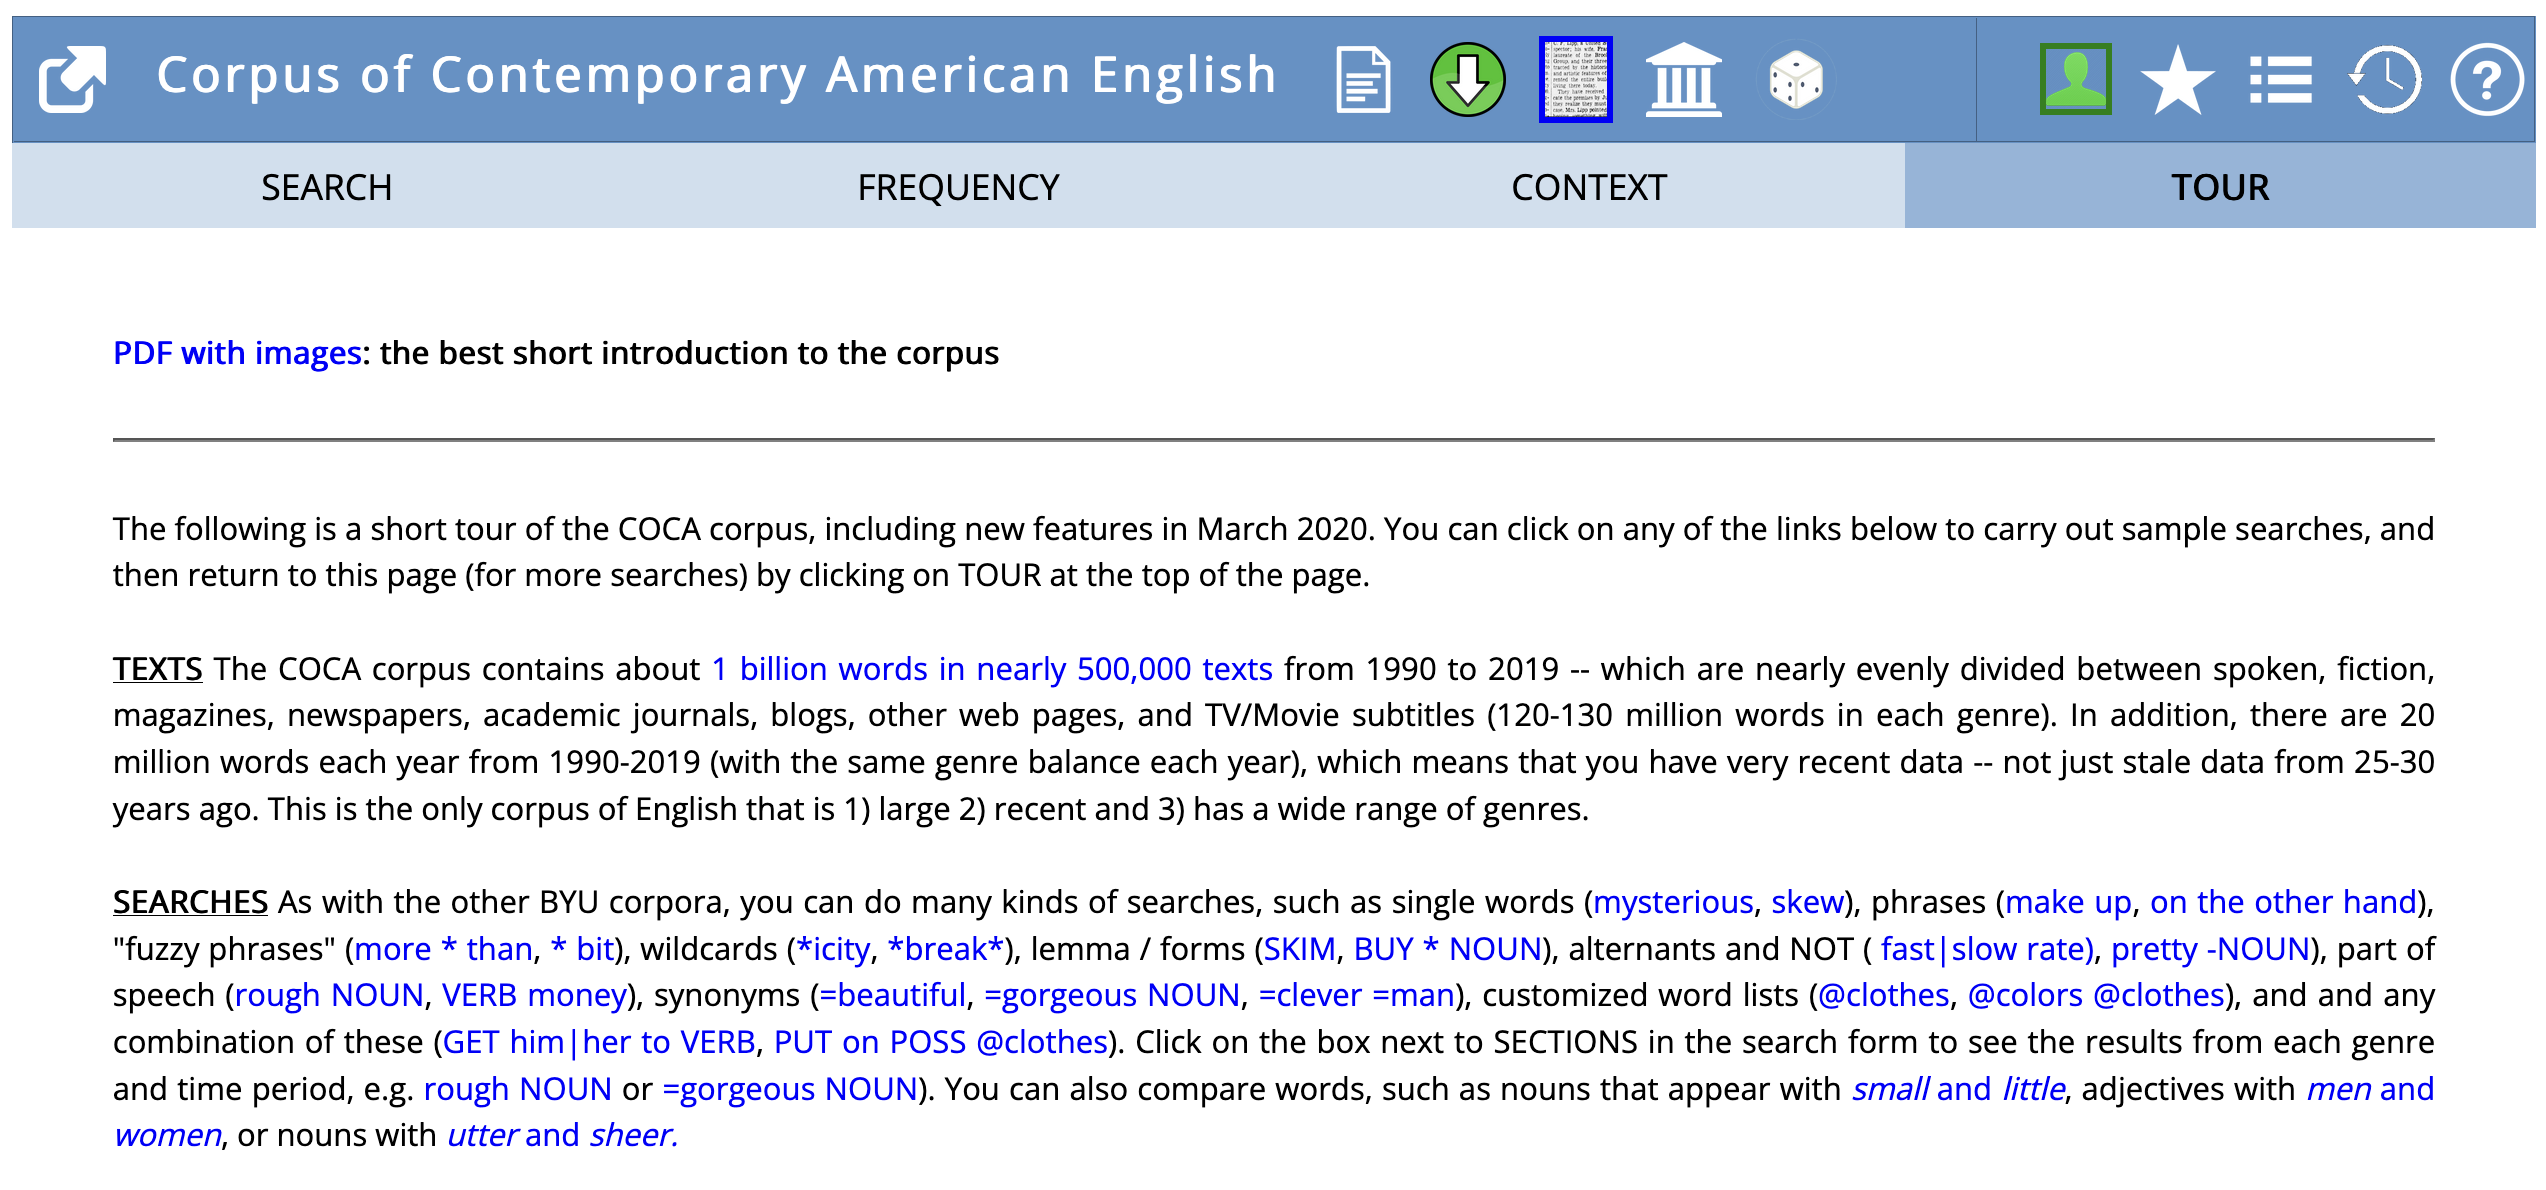 Corpus of Contemporary American English
SEARCH
FREQUENCY
CONTEXT
TOUR
PDF with images: the best short introduction to the corpus
The following is a short tour of the COCA corpus, including new features in March 2020. You can click on any of the links below to carry out sample searches, and
then return to this page (for more searches) by clicking on TOUR at the top of the page.
TEXTS The COCA corpus contains about 1 billion words in nearly 500,000 texts from 1990 to 2019 -- which are nearly evenly divided between spoken, fiction,
magazines, newspapers, academic journals, blogs, other web pages, and TV/Movie subtitles (120-130 million words in each genre). In addition, there are 20
million words each year from 1990-2019 (with the same genre balance each year), which means that you have very recent data -- not just stale data from 25-30
years ago. This is the only corpus of English that is 1) large 2) recent and 3) has a wide range of genres.
SEARCHES As with the other BYU corpora, you can do many kinds of searches, such as single words (mysterious, skew), phrases (make up, on the other hand),
"fuzzy phrases" (more * than, * bit), wildcards (*icity, *break*), lemma / forms (SKIM, BUY * NOUN), alternants and NOT ( fast|slow rate), pretty -NOUN), part of
speech (rough NOUN, VERB money), synonyms (=beautiful, =gorgeous NOUN, =clever =man), customized word lists (@clothes, @colors @clothes), and and any
combination of these (GET him|her to VERB, PUT on POSS @clothes). Click on the box next to SECTIONS in the search form to see the results from each genre
and time period, e.g. rough NOUN or =gorgeous NOUN). You can also compare words, such as nouns that appear with small and little, adjectives with men and
women, or nouns with utter and sheer.